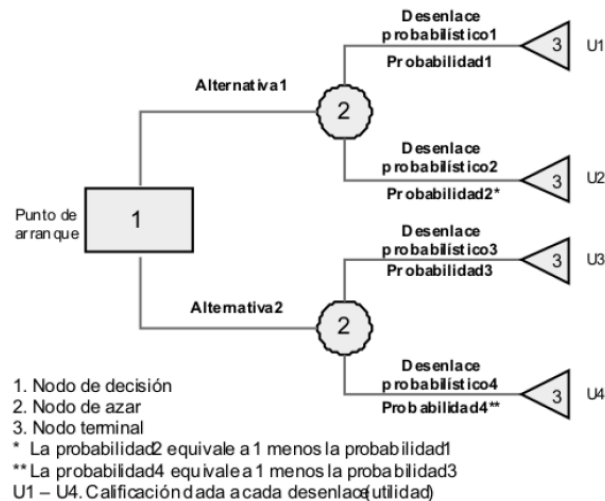 Desenlace
probabilístico1
Probabilidad1
3
U1
Alternativa1
2
Desenlace
probabilístico2
Probabilidad2*
3
U2
Punto de
arranque
1
Desenlace
probabilístico3
Probabilidad3
3
U3
Alternativa2
2
Desenlace
probabilístico4
Probabilidad4**
3
U4
1. Nodo de decisión
2. Nodo de azar
3. Nodo terminal
* La probabilidad2 equivale a 1 menos la probabilidad1
** La probabilidad4 equivale a 1 menos la probabilidad3
U1 – U4. Calificación dada a cada desenlace(utilidad)